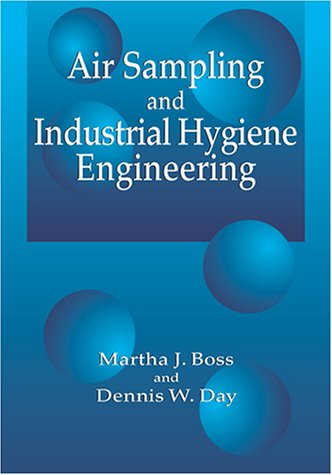 Air Sampling
and
Industrial Hygiene
Engineering
Martha J. Boss
and
Dennis W. Day